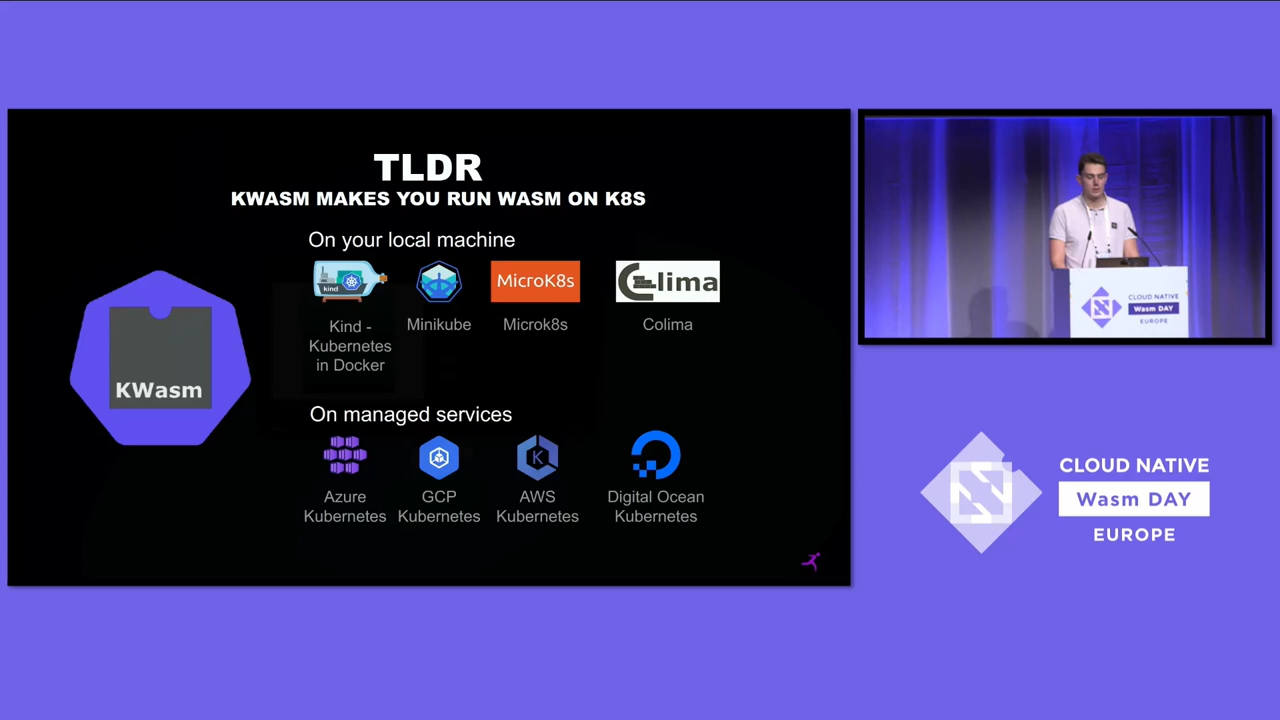 TLDR
KWASM MAKES YOU RUN WASM ON K8S
On your local machine
kind
MicroK8s
Colima
Kind -
Kubernetes
in Docker
Minikube
Microk8s
Colima
KWasm
On managed services
K
Azure
Kubernetes
GCP
Kubernetes
AWS
Kubernetes
Digital Ocean
Kubernetes
CLOUD NATIVE
Wasm DAY
EUROPE
CLOUD NATIVE
Wasm DAY
EUROPE